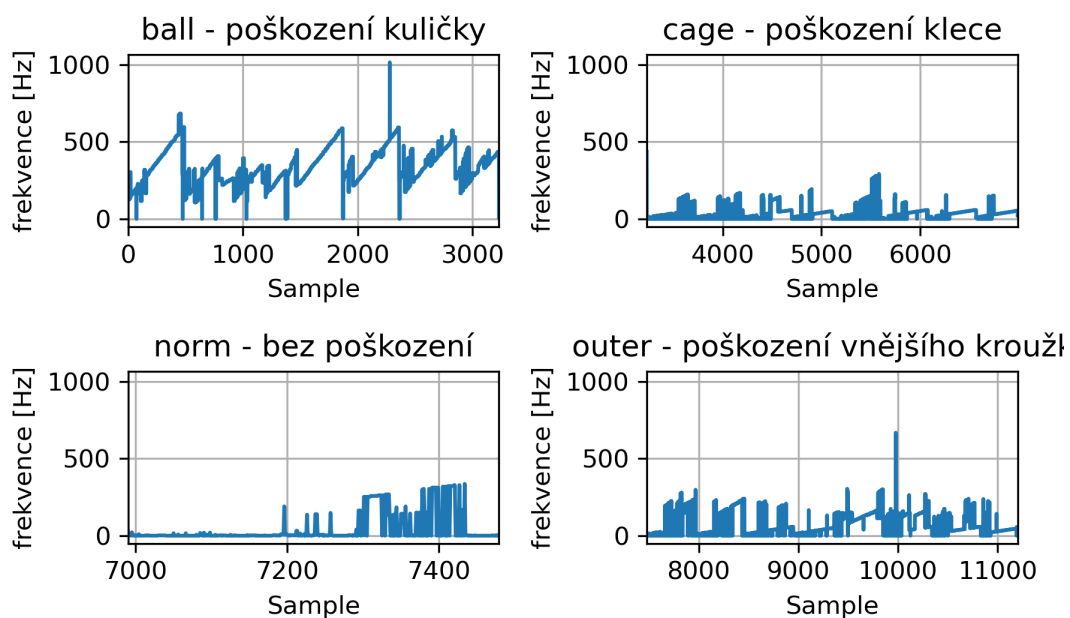 ball - poškození kuličky
frekvence [Hz]
1000
500
0
0 1000 2000 3000
Sample
cage - poškození klece
frekvence [Hz]
1000
500
0
4000 5000 6000
Sample
norm - bez poškození
frekvence [Hz]
1000
500
0
7000 7200 7400
Sample
outer - poškození vnějšího kroužk
frekvence [Hz]
1000
500
0
8000 9000 10000 11000
Sample